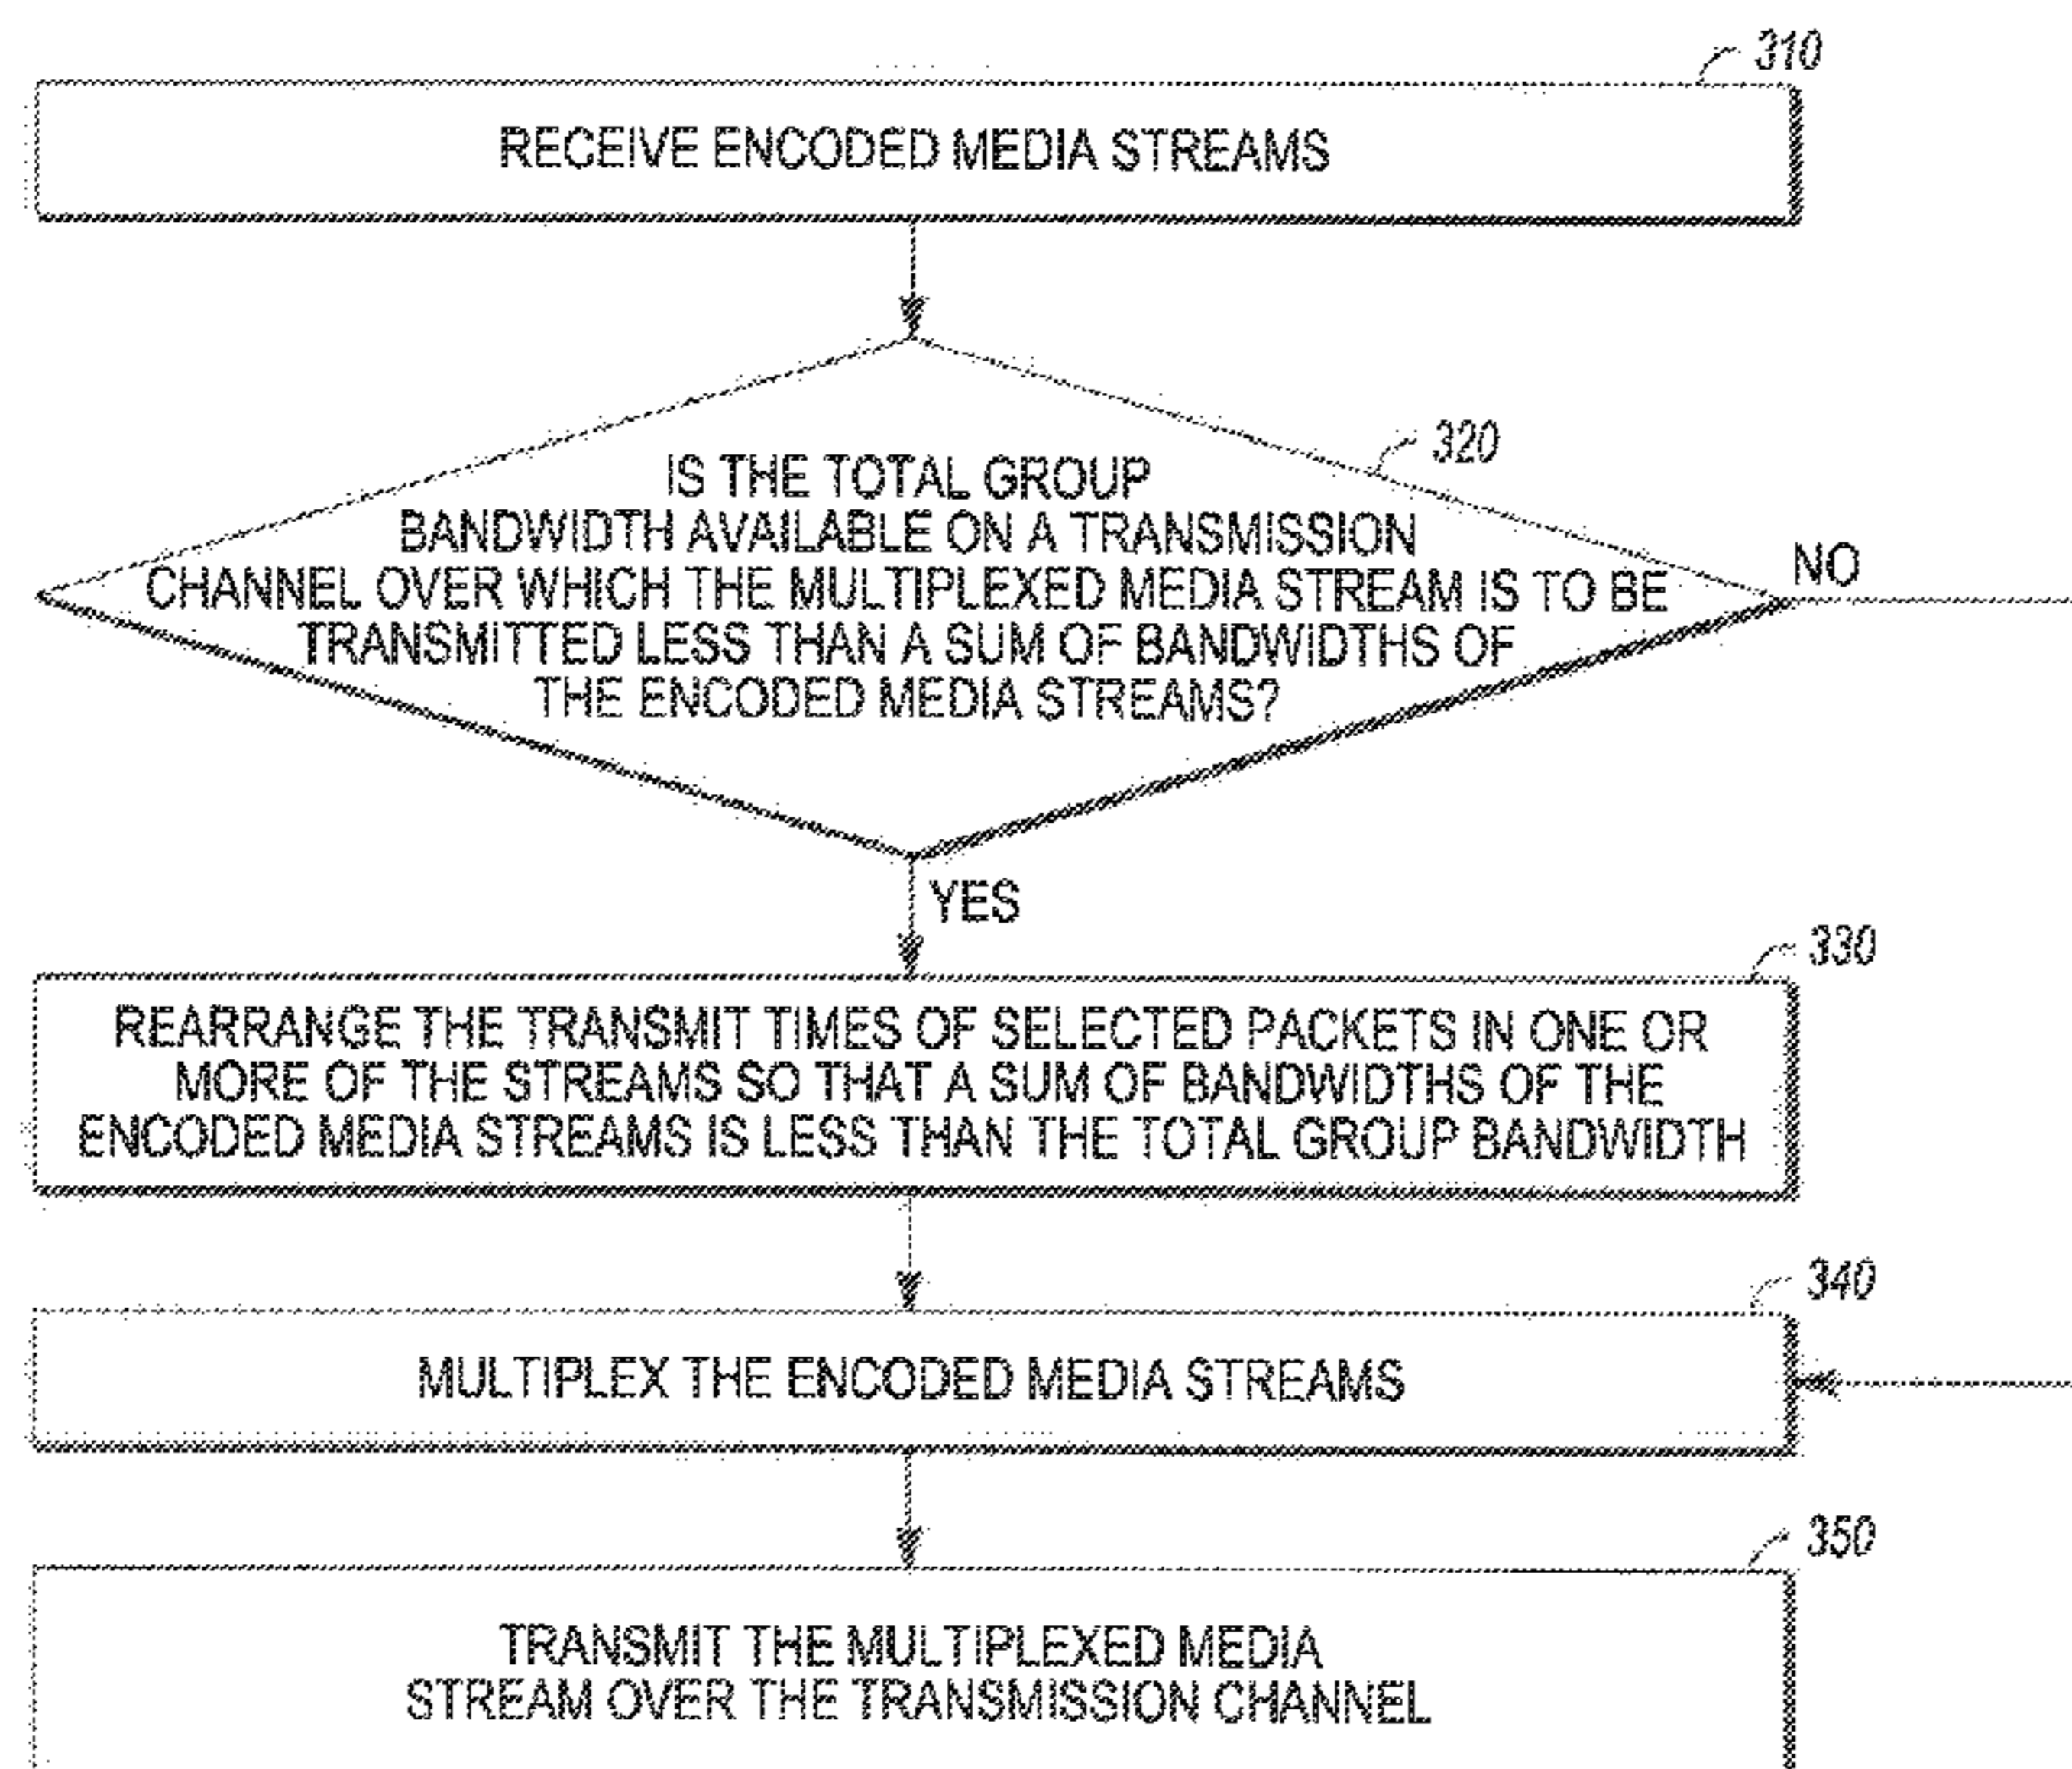 310
RECEIVE ENCODED MEDIA STREAMS
320
IS THE TOTAL GROUP
BANDWIDTH AVAILABLE ON A TRANSMISSION
CHANNEL OVER WHICH THE MULTIPLEXED MEDIA STREAM IS TO BE
TRANSMITTED LESS THAN A SUM OF BANDWIDTHS OF
THE ENCODED MEDIA STREAMS?
NO
YES
330
REARRANGE THE TRANSMIT TIMES OF SELECTED PACKETS IN ONE OR
MORE OF THE STREAMS SO THAT A SUM OF BANDWIDTHS OF THE
ENCODED MEDIA STREAMS IS LESS THAN THE TOTAL GROUP BANDWIDTH
340
MULTIPLEX THE ENCODED MEDIA STREAMS
350
TRANSMIT THE MULTIPLEXED MEDIA
STREAM OVER THE TRANSMISSION CHANNEL